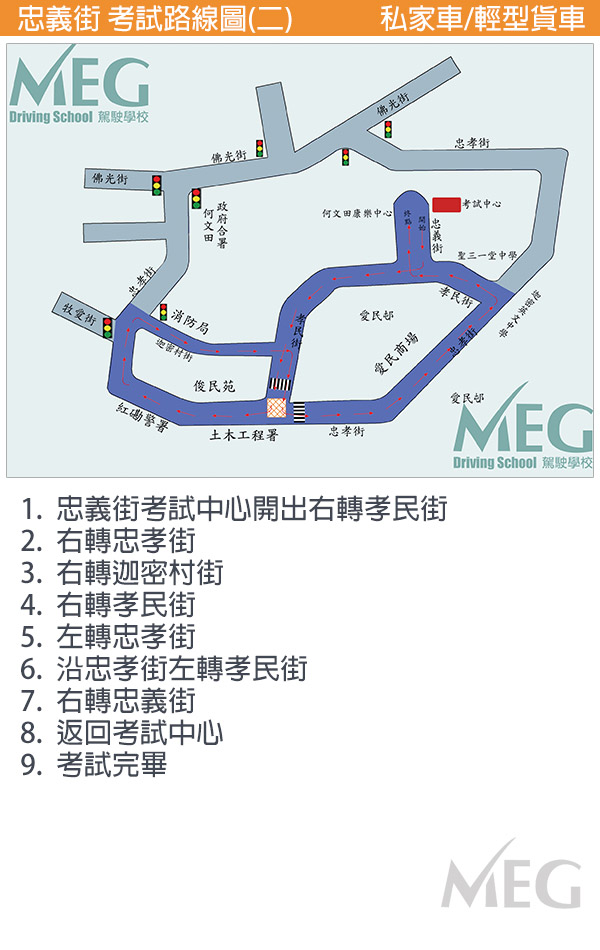 忠義街 考試路線圖(二) 私家車/輕型貨車
MEG
Driving School 駕駛學校
佛光街
佛光街
佛光街
忠孝街
政府合署
何文田
何文田康樂中心
終點
開始
忠義街
考試中心
聖三一堂中學
忠孝街
牧愛街
消防局
迦密村街
孝民街
愛民邨
孝民街
迦密英文中學
愛民商場
忠孝街
俊民苑
紅磡警署
土木工程署
忠孝街
愛民邨
MEG
Driving School 駕駛學校
1. 忠義街考試中心開出右轉孝民街
2. 右轉忠孝街
3. 右轉迦密村街
4. 右轉孝民街
5. 左轉忠孝街
6. 沿忠孝街左轉孝民街
7. 右轉忠義街
8. 返回考試中心
9. 考試完畢
MEG